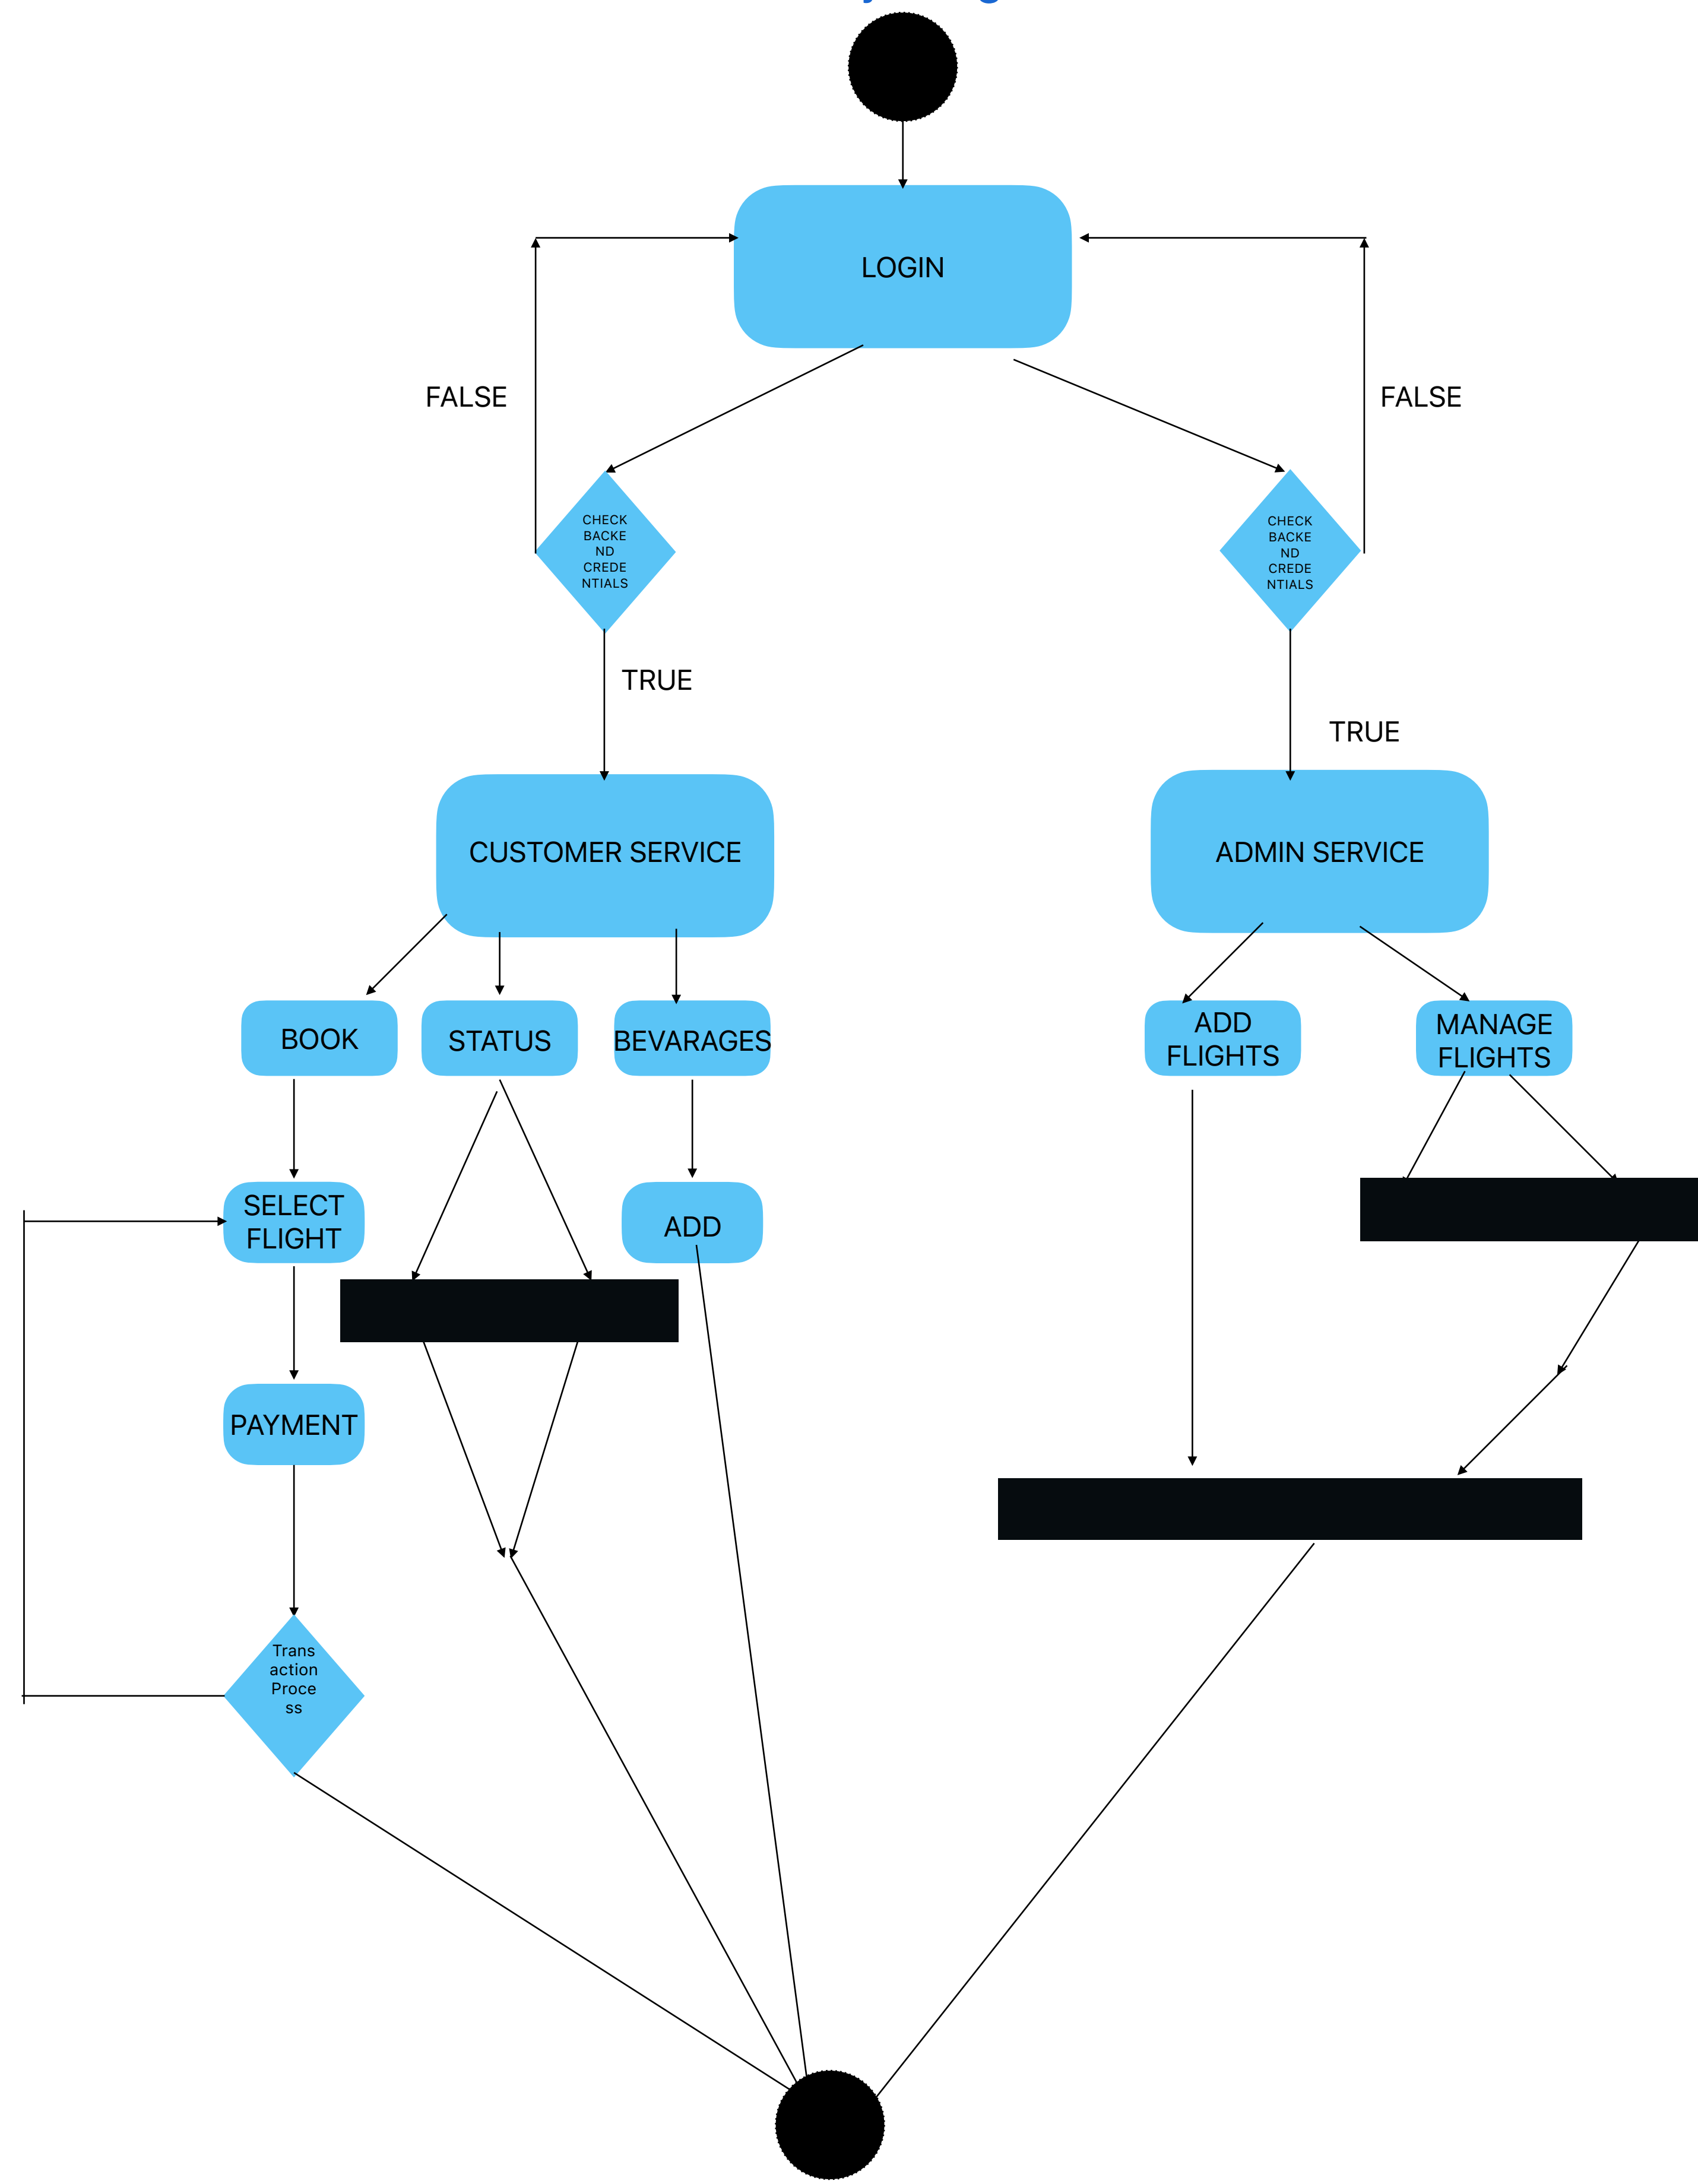 LOGIN
FALSE
FALSE
CHECK
BACKE
ND
CREDE
NTIALS
CHECK
BACKE
ND
CREDE
NTIALS
TRUE
TRUE
CUSTOMER SERVICE
ADMIN SERVICE
BOOK
STATUS
BEVARAGES
ADD
FLIGHTS
MANAGE
FLIGHTS
SELECT
FLIGHT
ADD
PAYMENT
Trans
action
Proce
ss